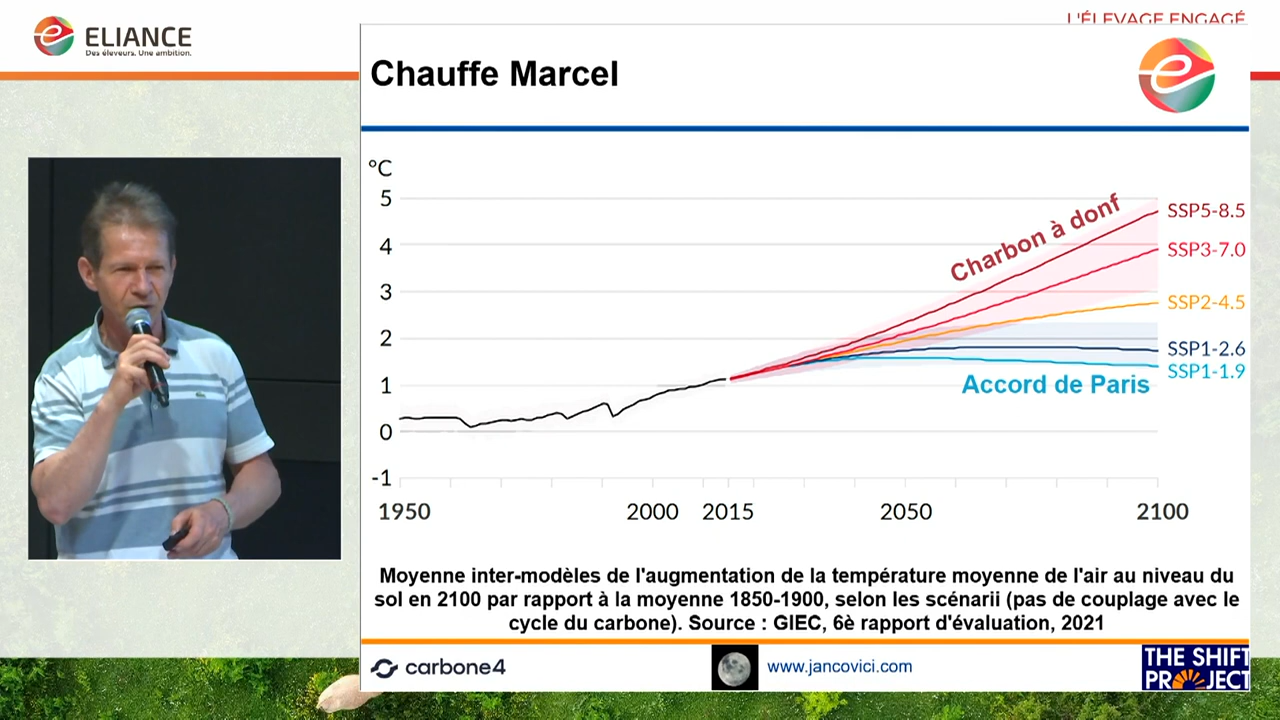 ELIANCE
Des éleveurs. Une ambition.
L'ÉLEVAGE ENGAGÉ
Chauffe Marcel
°C
5
4
3
2
1
0
-1
Charbon à donf
SSP5-8.5
SSP3-7.0
SSP2-4.5
SSP1-2.6
SSP1-1.9
Accord de Paris
1950 2000 2015 2050 2100
Moyenne inter-modèles de l'augmentation de la température moyenne de l'air au niveau du
sol en 2100 par rapport à la moyenne 1850-1900, selon les scénarii (pas de couplage avec le
cycle du carbone). Source : GIEC, 6è rapport d'évaluation, 2021
carbone4
www.jancovici.com
THE SHIFT
PROJECT